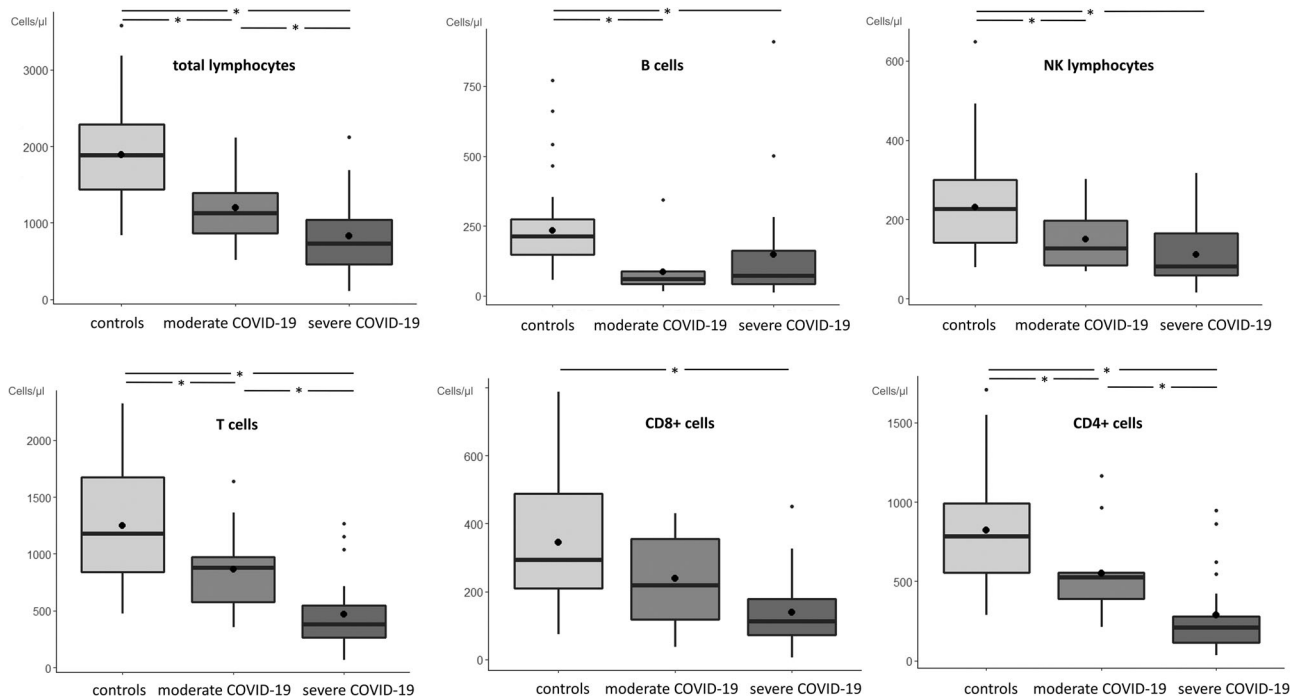 *
Cells/µl
*
*
total lymphocytes
3000
2000
1000
0
controls
moderate COVID-19
severe COVID-19
*
Cells/µl
*
B cells
750
500
250
0
controls
moderate COVID-19
severe COVID-19
*
Cells/µl
*
NK lymphocytes
600
400
200
0
controls
moderate COVID-19
severe COVID-19
*
*
*
Cells/µl
T cells
2000
1500
1000
500
0
controls
moderate COVID-19
severe COVID-19
*
Cells/µl
CD8+ cells
600
400
200
0
controls
moderate COVID-19
severe COVID-19
*
*
*
Cells/µl
CD4+ cells
1500
1000
500
0
controls
moderate COVID-19
severe COVID-19